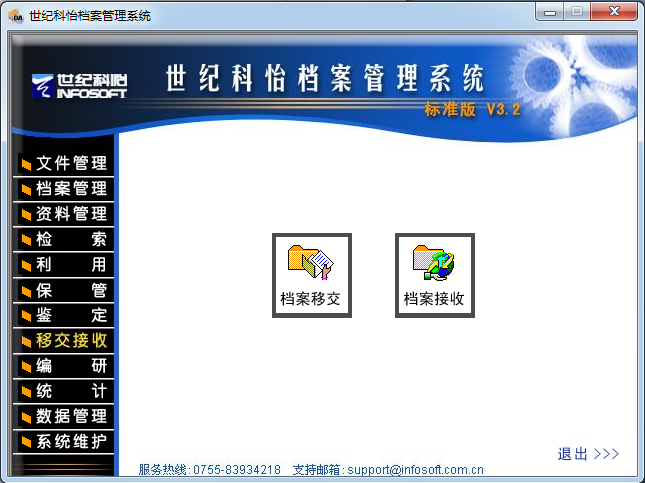 世纪科怡档案管理系统
世纪科怡
INFOSOFT
世纪科怡档案管理系统
标准版 V3.2
文件管理
档案管理
资料管理
检 索
利 用
保 管
鉴 定
移交接收
编 研
统 计
数据管理
系统维护
档案移交
档案接收
退出 >>>
服务热线:0755-83934218 支持邮箱:support@infosoft.com.cn